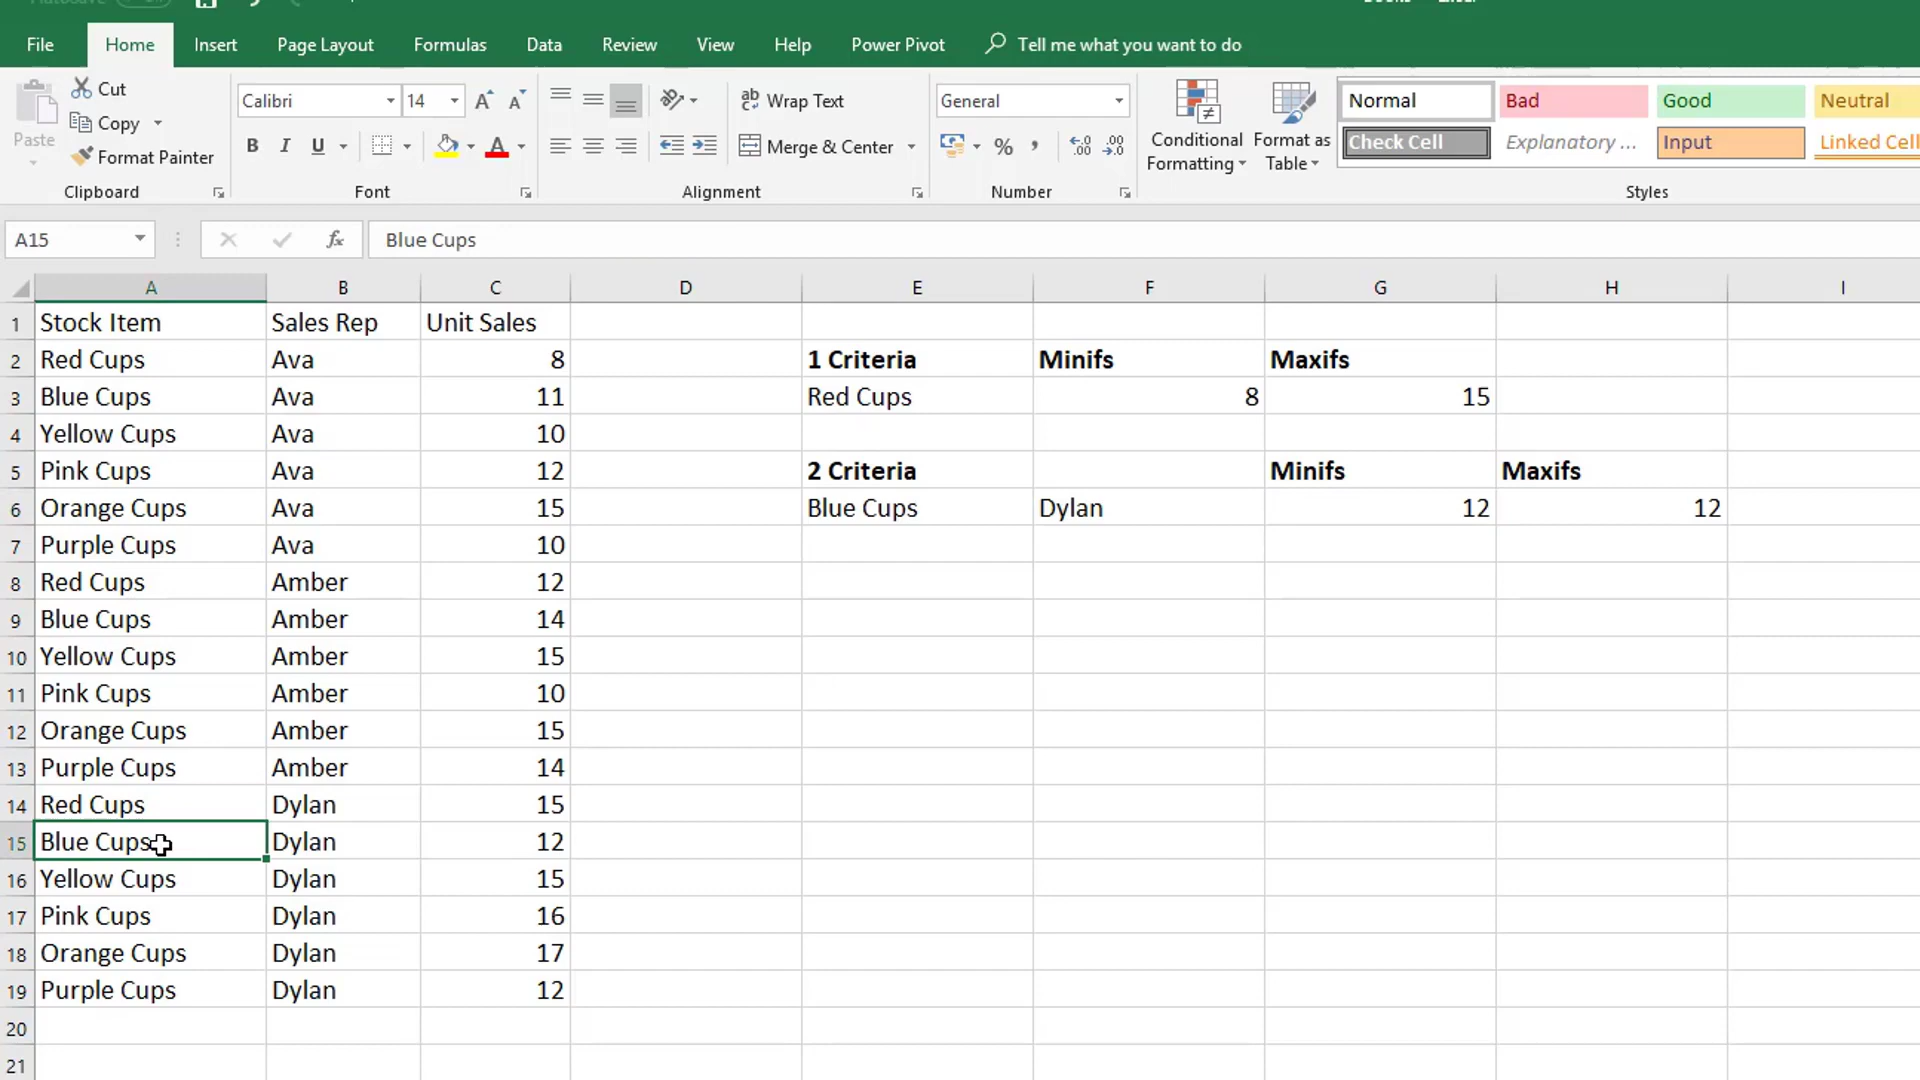 File Home Insert Page Layout Formulas Data Review View Help Power Pivot Tell me what you want to do
Cut
Copy
Format Painter
Paste
Clipboard
Calibri 14
B I U
Font
Wrap Text
Merge & Center
Alignment
General
Number
Conditional Formatting
Format as Table
Normal Bad Good Neutral
Check Cell Explanatory ... Input Linked Cell
Styles
A15 fx Blue Cups
A B C D E F G H I
1 Stock Item Sales Rep Unit Sales
2 Red Cups Ava 8 1 Criteria Minifs Maxifs
3 Blue Cups Ava 11 Red Cups 8 15
4 Yellow Cups Ava 10
5 Pink Cups Ava 12 2 Criteria Minifs Maxifs
6 Orange Cups Ava 15 Blue Cups Dylan 12 12
7 Purple Cups Ava 10
8 Red Cups Amber 12
9 Blue Cups Amber 14
10 Yellow Cups Amber 15
11 Pink Cups Amber 10
12 Orange Cups Amber 15
13 Purple Cups Amber 14
14 Red Cups Dylan 15
15 Blue Cups Dylan 12
16 Yellow Cups Dylan 15
17 Pink Cups Dylan 16
18 Orange Cups Dylan 17
19 Purple Cups Dylan 12
20
21